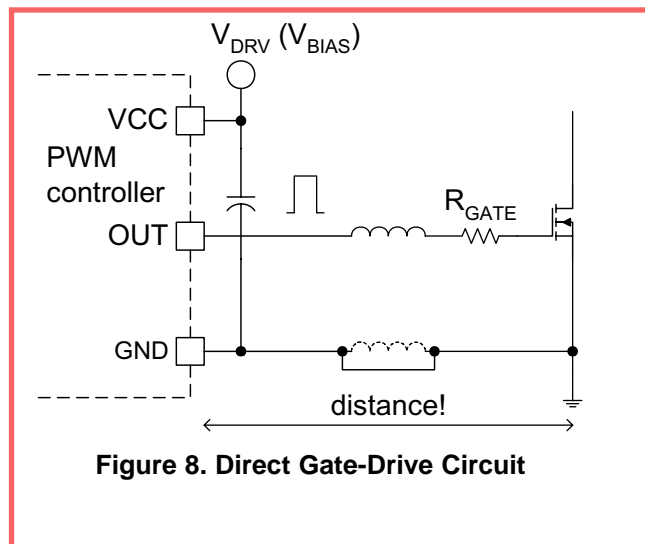 V_DRV (V_BIAS)
VCC
PWM
controller
R_GATE
OUT
GND
distance!
Figure 8. Direct Gate-Drive Circuit